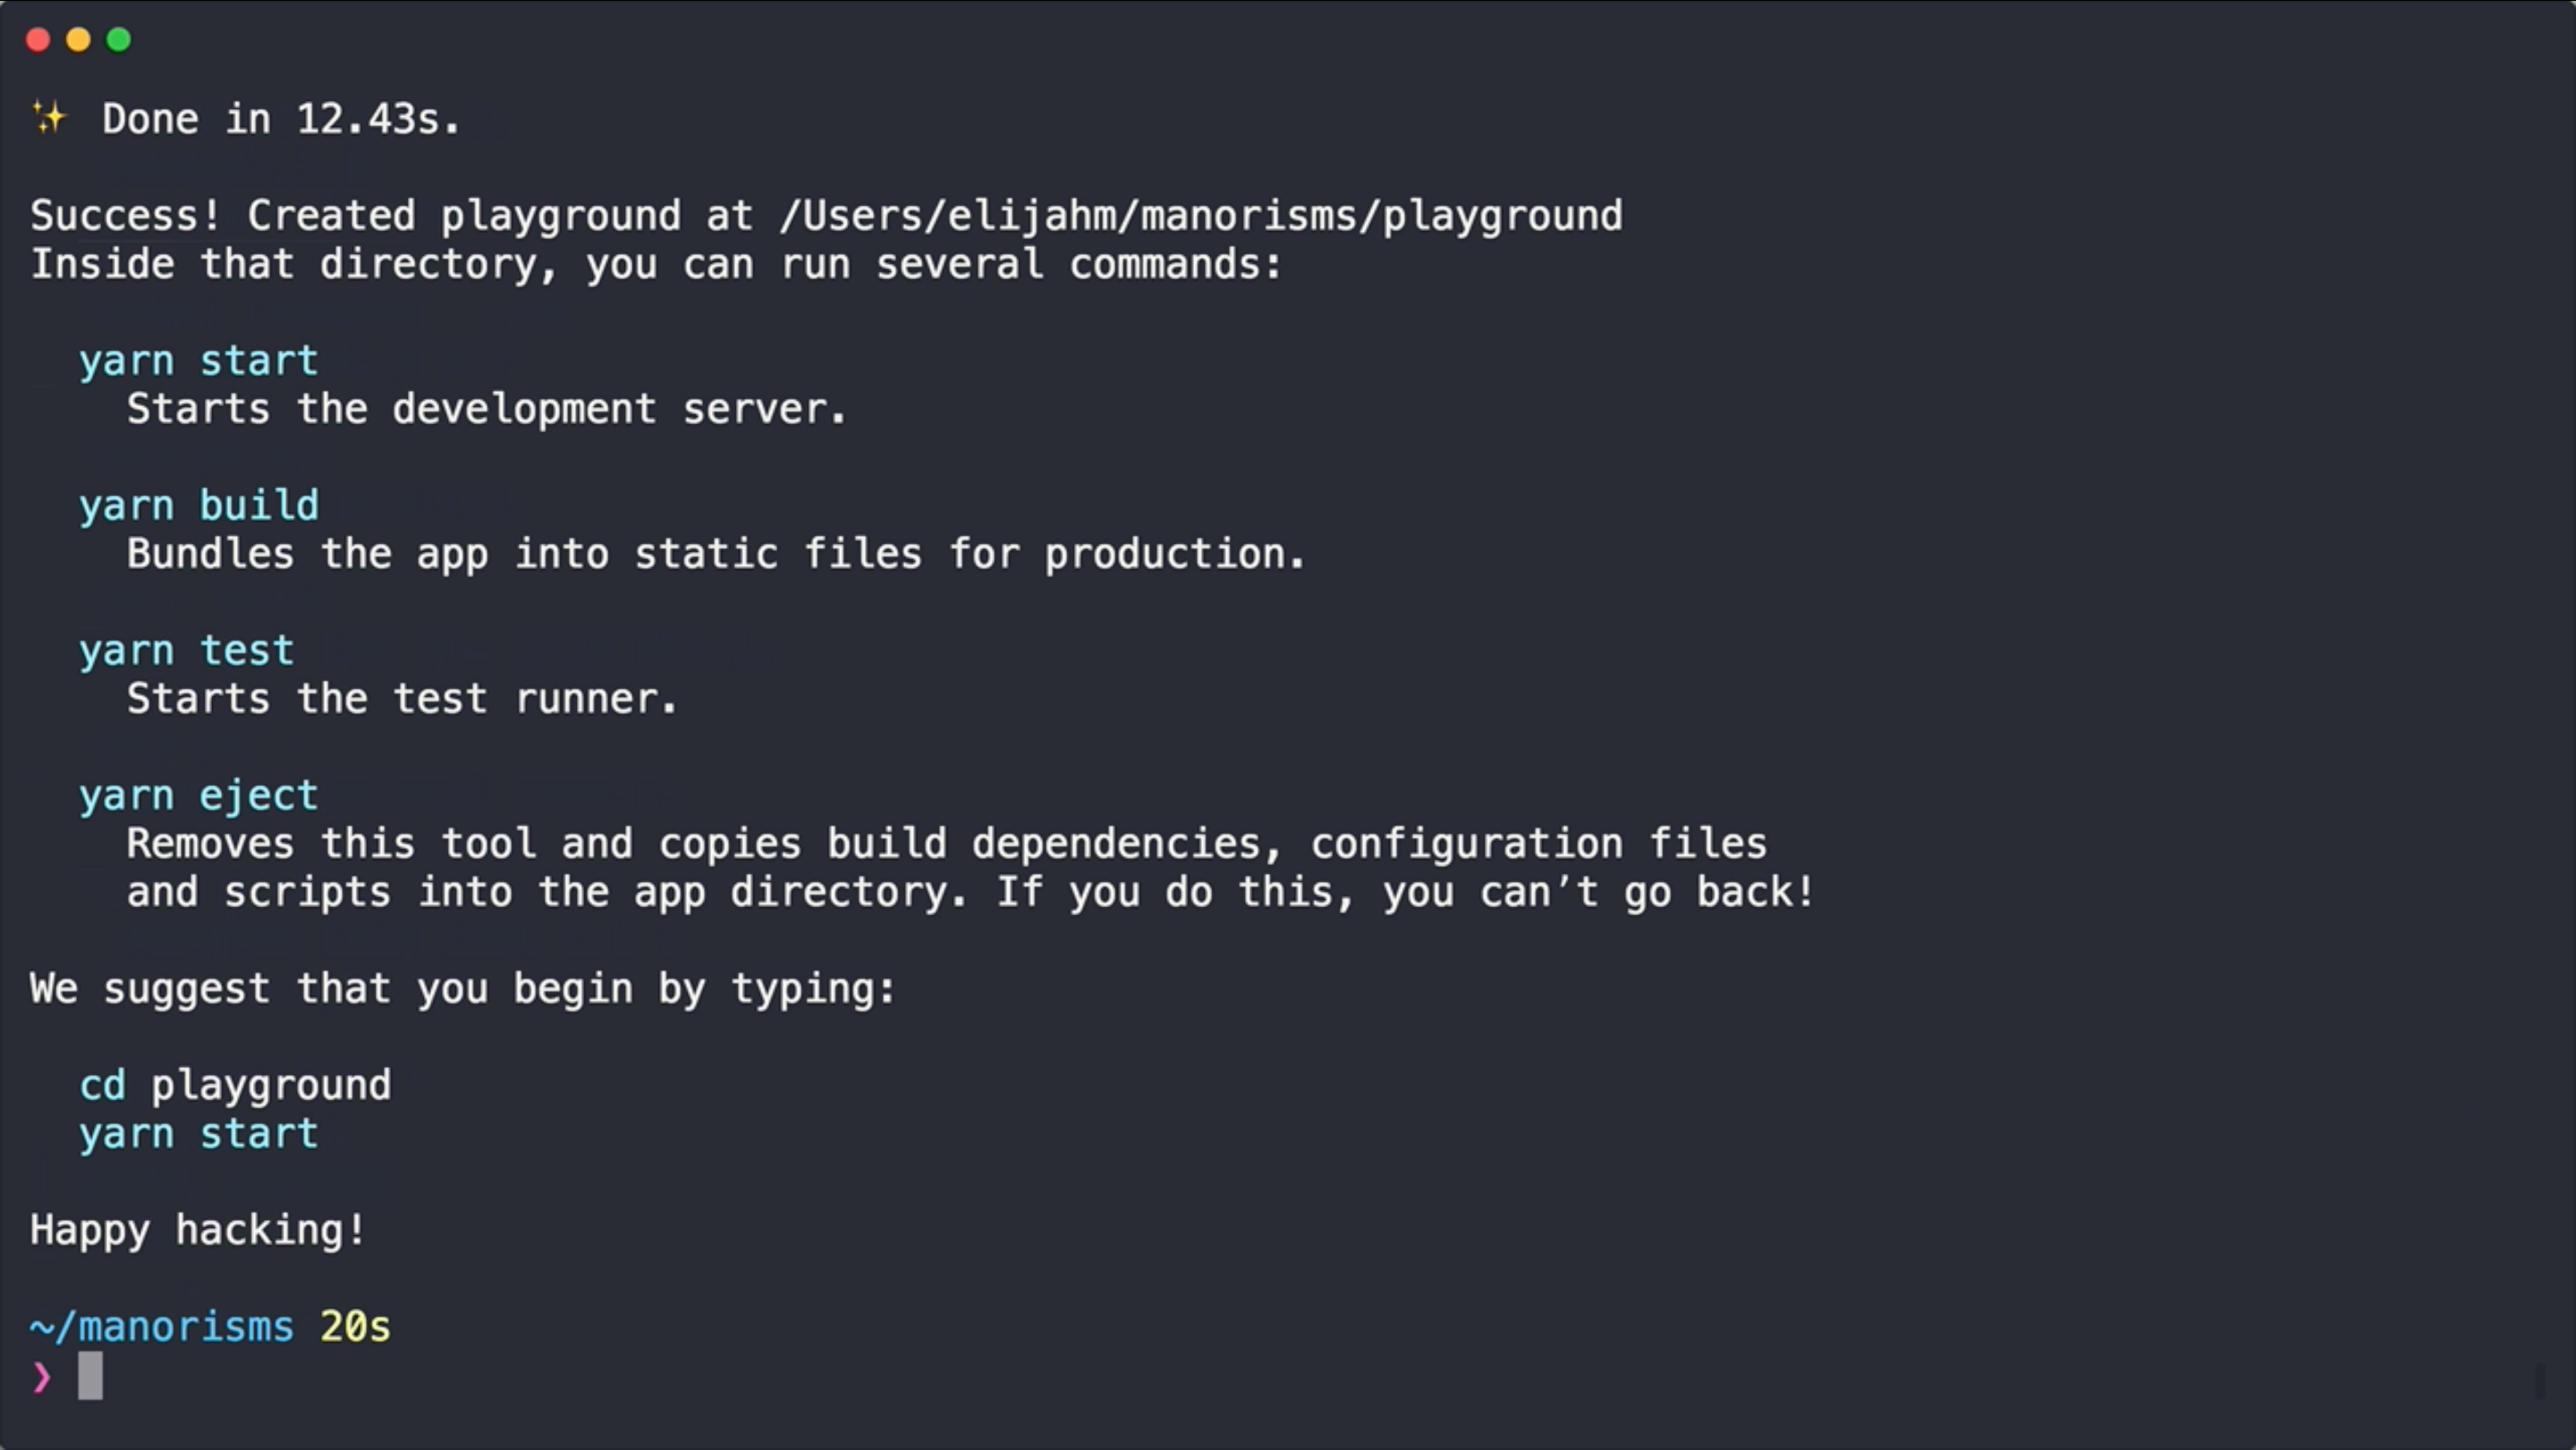 ✨ Done in 12.43s.
Success! Created playground at /Users/elijahm/manorisms/playground
Inside that directory, you can run several commands:
yarn start
Starts the development server.
yarn build
Bundles the app into static files for production.
yarn test
Starts the test runner.
yarn eject
Removes this tool and copies build dependencies, configuration files
and scripts into the app directory. If you do this, you can’t go back!
We suggest that you begin by typing:
cd playground
yarn start
Happy hacking!
~/manorisms 20s
❯